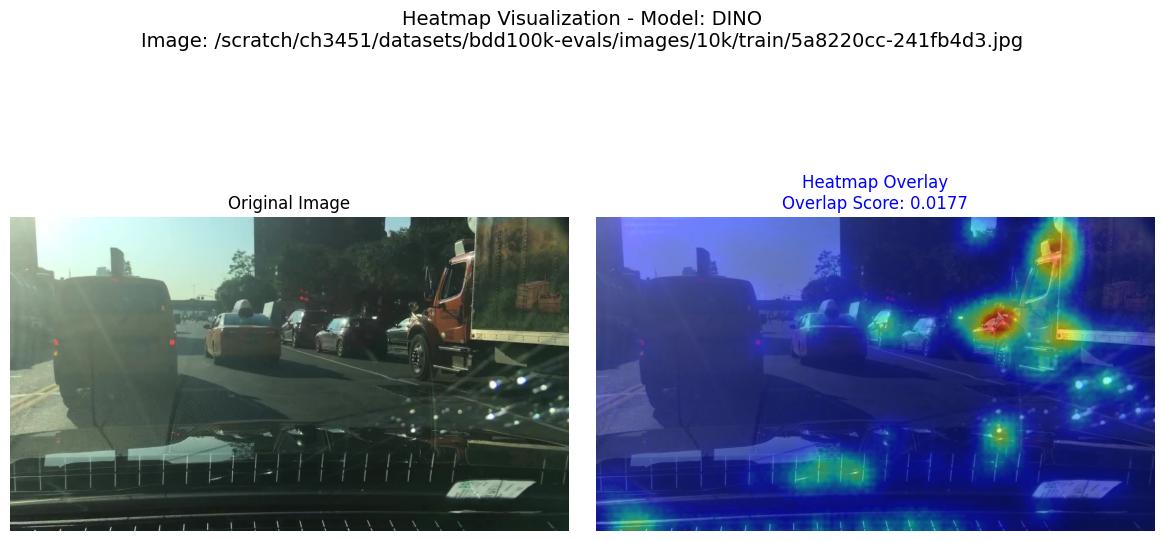 Heatmap Visualization - Model: DINO
Image: /scratch/ch3451/datasets/bdd100k-evals/images/10k/train/5a8220cc-241fb4d3.jpg
Original Image
Heatmap Overlay
Overlap Score: 0.0177